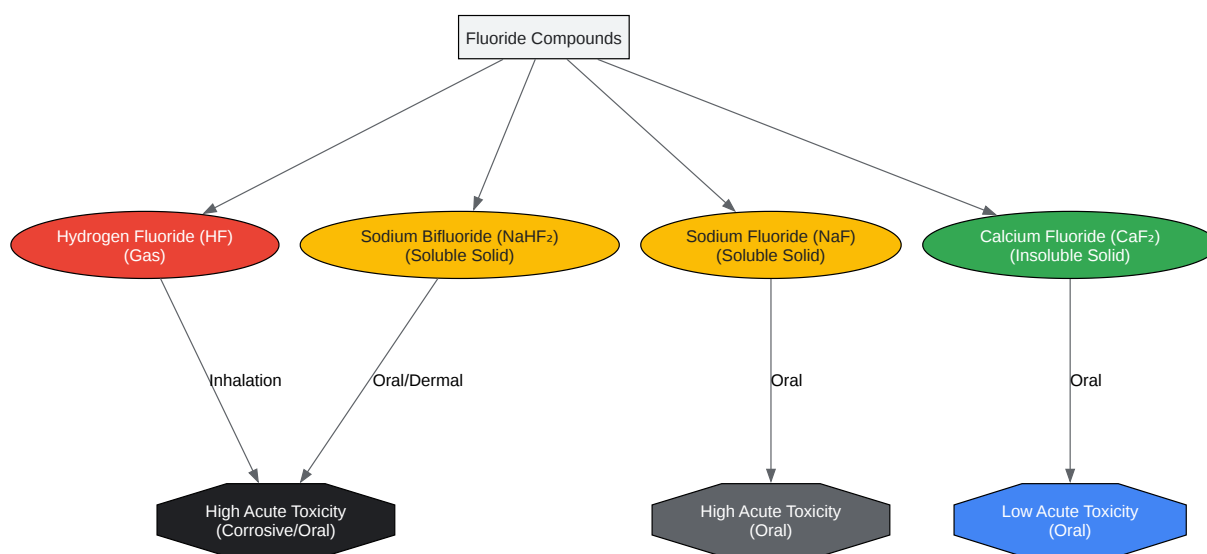 Fluoride Compounds
Hydrogen Fluoride (HF)
(Gas)
Sodium Bifluoride (NaHF₂)
(Soluble Solid)
Sodium Fluoride (NaF)
(Soluble Solid)
Calcium Fluoride (CaF₂)
(Insoluble Solid)
Inhalation
Oral/Dermal
Oral
Oral
High Acute Toxicity
(Corrosive/Oral)
High Acute Toxicity
(Oral)
Low Acute Toxicity
(Oral)